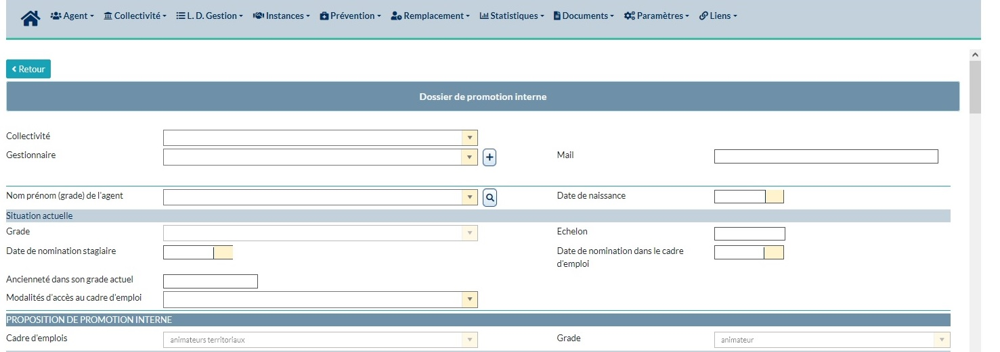 Agent Collectivité L. D. Gestion Instances Prévention Remplacement Statistiques Documents Paramètres Liens
Retour
Dossier de promotion interne
Collectivité
Gestionnaire Mail
Nom prénom (grade) de l'agent Date de naissance
Situation actuelle
Grade Echelon
Date de nomination stagiaire Date de nomination dans le cadre
d'emploi
Ancienneté dans son grade actuel
Modalités d'accès au cadre d'emploi
PROPOSITION DE PROMOTION INTERNE
Cadre d'emplois animateurs territoriaux Grade animateur